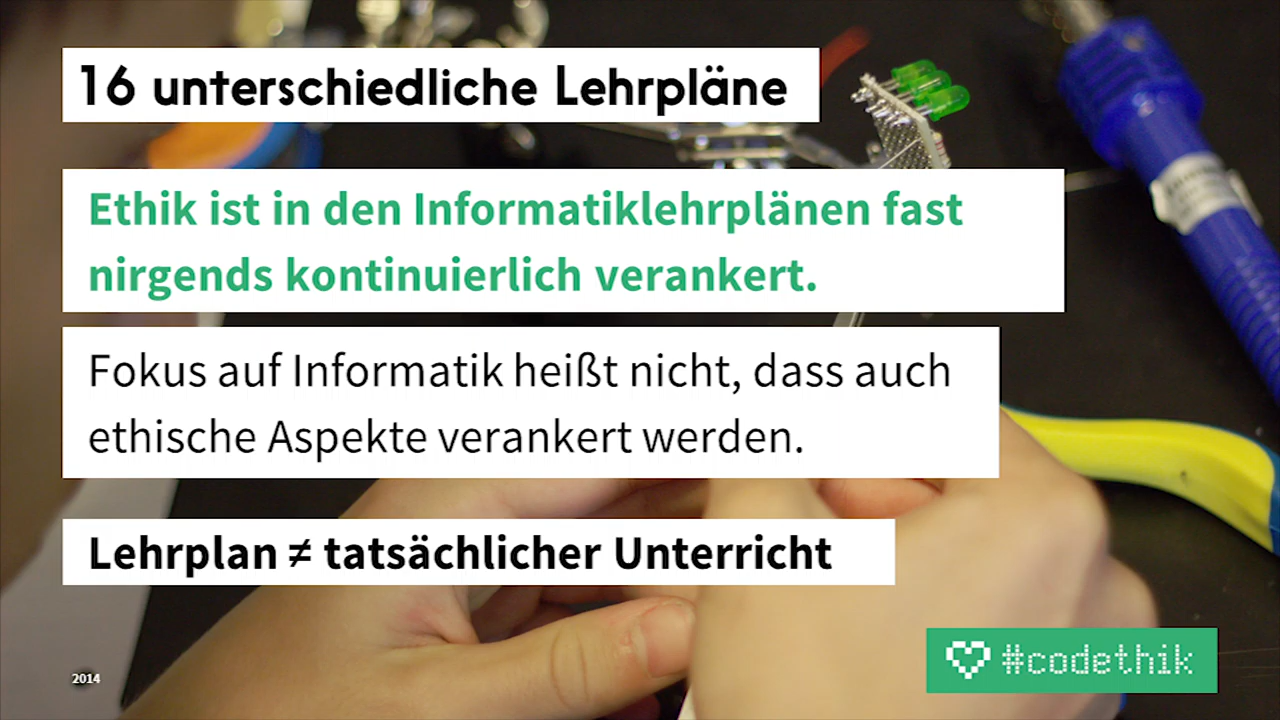 16 unterschiedliche Lehrpläne
Ethik ist in den Informatiklehrplänen fast
nirgends kontinuierlich verankert.
Fokus auf Informatik heißt nicht, dass auch
ethische Aspekte verankert werden.
Lehrplan ≠ tatsächlicher Unterricht
2014
#codethik